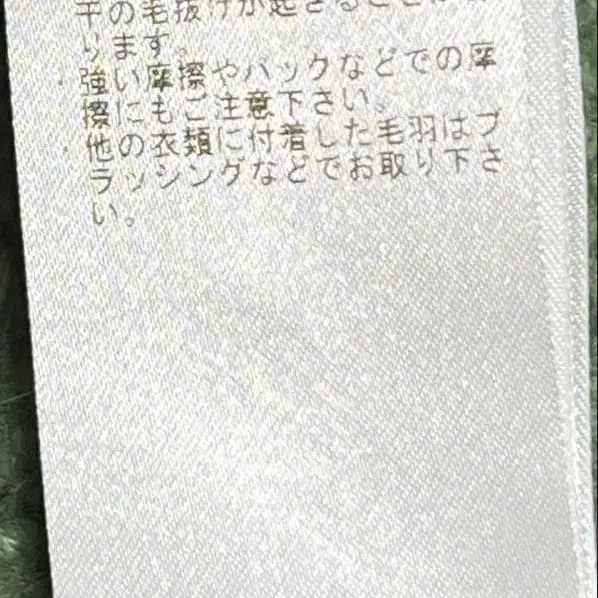 干の毛抜けが起きることがあ
ります。
強い摩擦やバックなどでの摩
擦にもご注意下さい。
他の衣類に付着した毛羽はブ
ラッシングなどでお取り下さ
い。